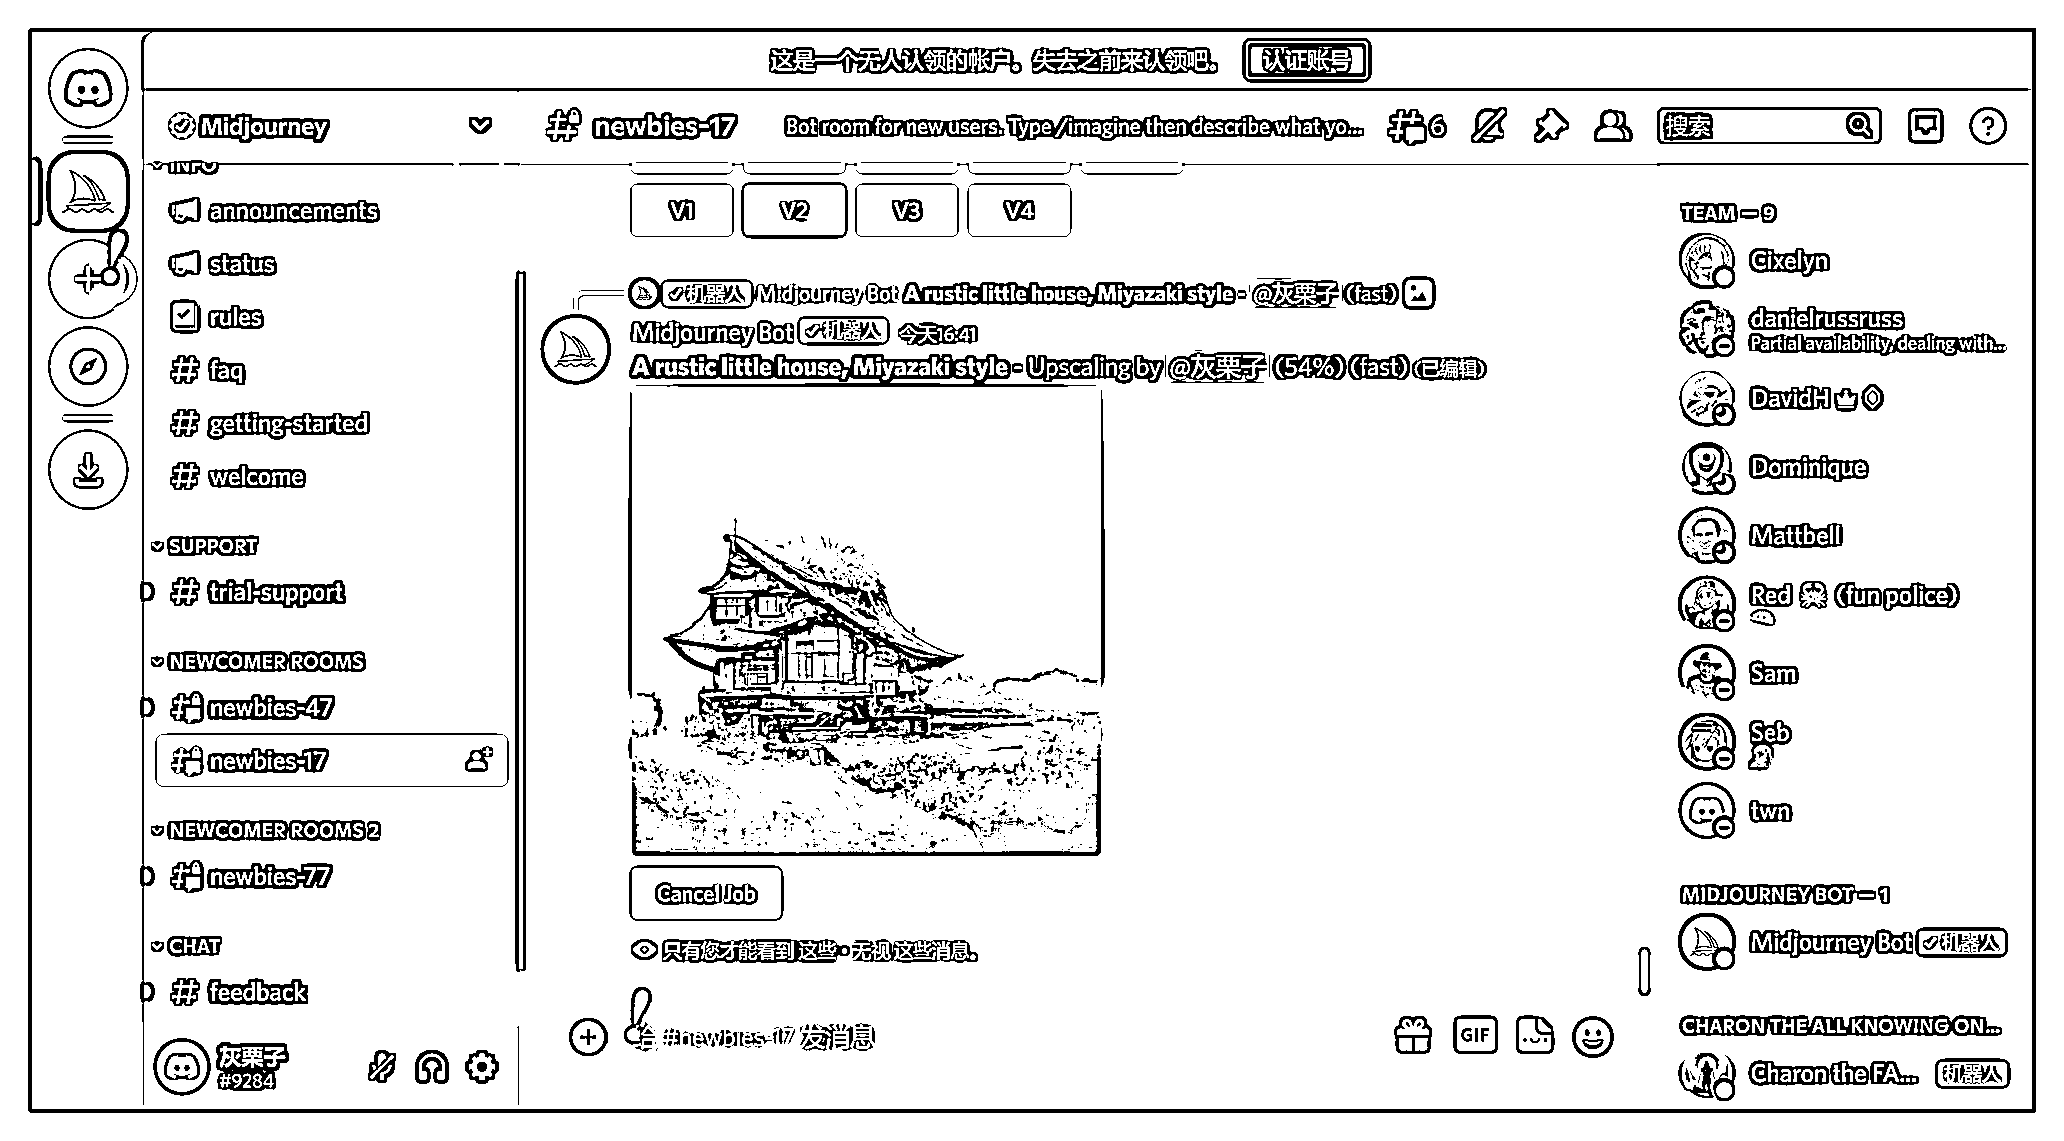 这是一个无人认领的帐户。失去之前来认领吧。 认证账号
Midjourney
newbies-17
Bot room for new users. Type /imagine then describe what yo...
6
搜索
INFO
announcements
status
rules
faq
getting-started
welcome
SUPPORT
trial-support
NEWCOMER ROOMS
newbies-47
newbies-17
NEWCOMER ROOMS 2
newbies-77
CHAT
feedback
灰栗子
#9284
V1 V2 V3 V4
机器人 Midjourney Bot A rustic little house, Miyazaki style - @灰栗子 (fast)
Midjourney Bot 机器人 今天16:41
A rustic little house, Miyazaki style - Upscaling by @灰栗子 (54%) (fast) (已编辑)
Cancel Job
只有您才能看到 这些 • 无视 这些消息。
给 #newbies-17 发消息
GIF
TEAM — 9
Cixelyn
danielrussruss
Partial availability, dealing with...
DavidH
Dominique
Mattbell
Red (fun police)
Sam
Seb
twn
MIDJOURNEY BOT — 1
Midjourney Bot 机器人
CHARON THE ALL KNOWING ON...
Charon the FA... 机器人